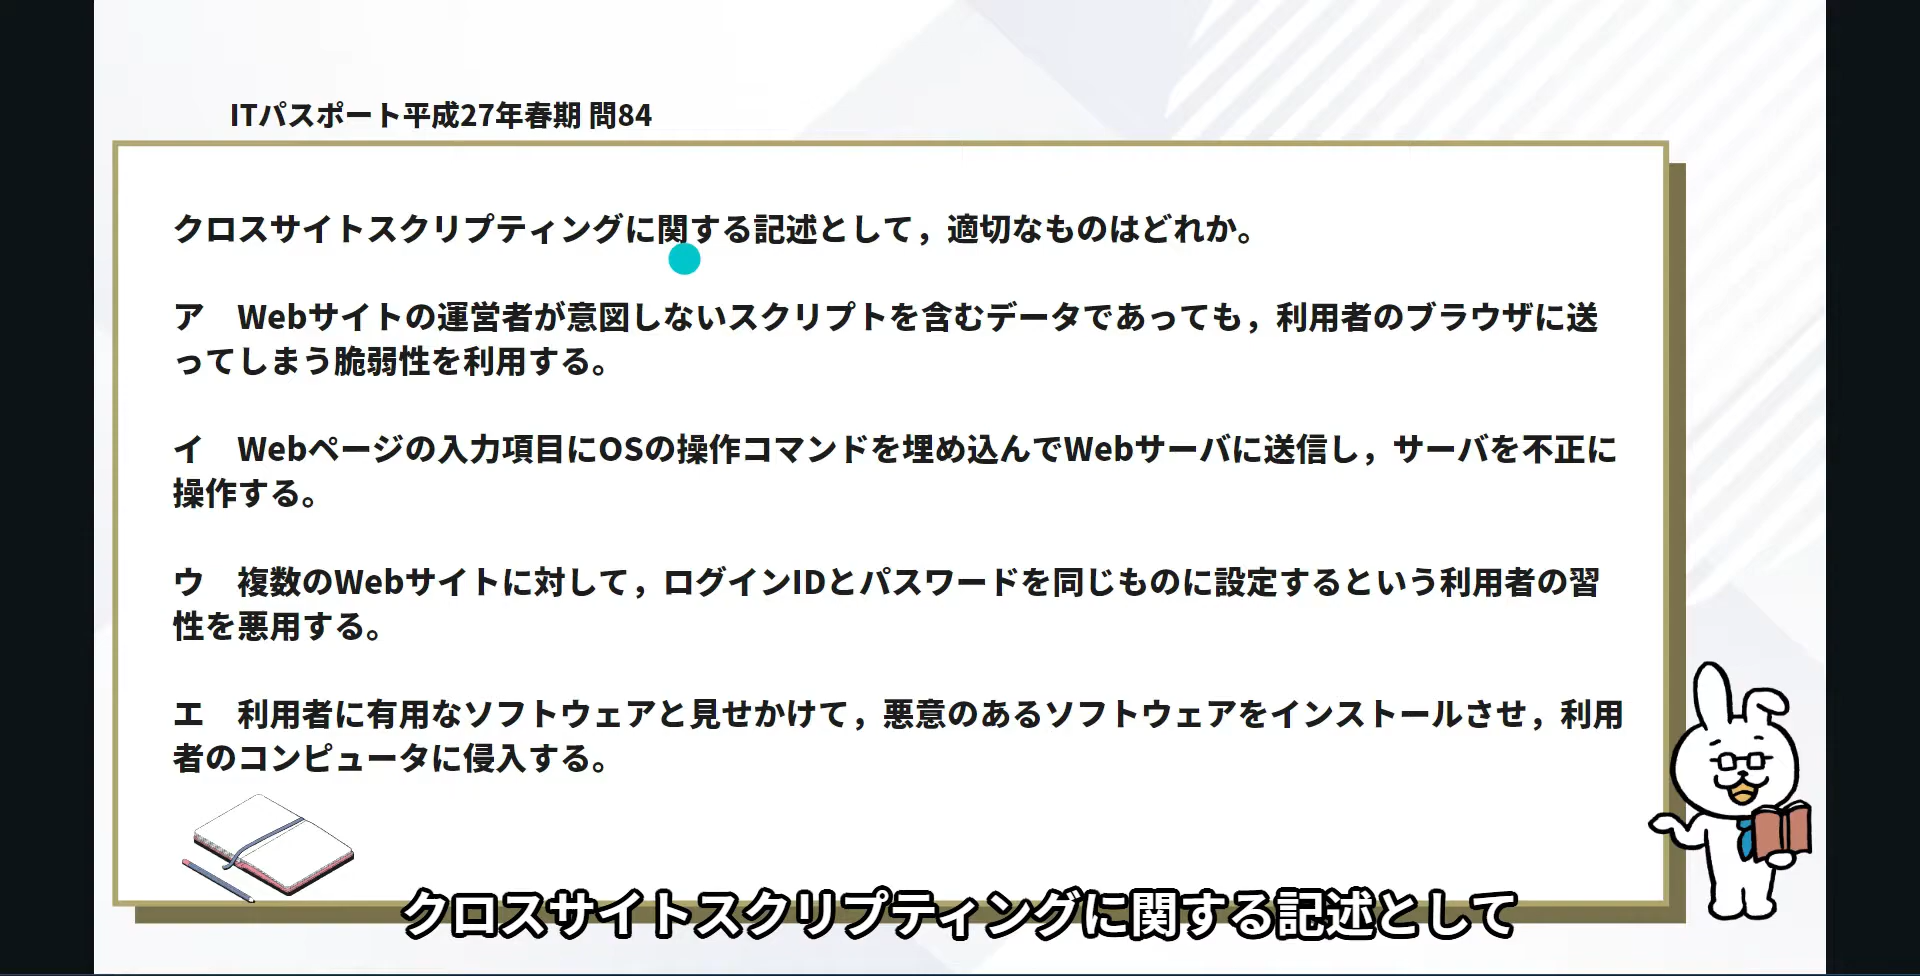 ITパスポート平成27年春期 問84
クロスサイトスクリプティングに関する記述として，適切なものはどれか。
ア　Webサイトの運営者が意図しないスクリプトを含むデータであっても，利用者のブラウザに送
ってしまう脆弱性を利用する。
イ　Webページの入力項目にOSの操作コマンドを埋め込んでWebサーバに送信し，サーバを不正に
操作する。
ウ　複数のWebサイトに対して，ログインIDとパスワードを同じものに設定するという利用者の習
性を悪用する。
エ　利用者に有用なソフトウェアと見せかけて，悪意のあるソフトウェアをインストールさせ，利用
者のコンピュータに侵入する。
クロスサイトスクリプティングに関する記述として